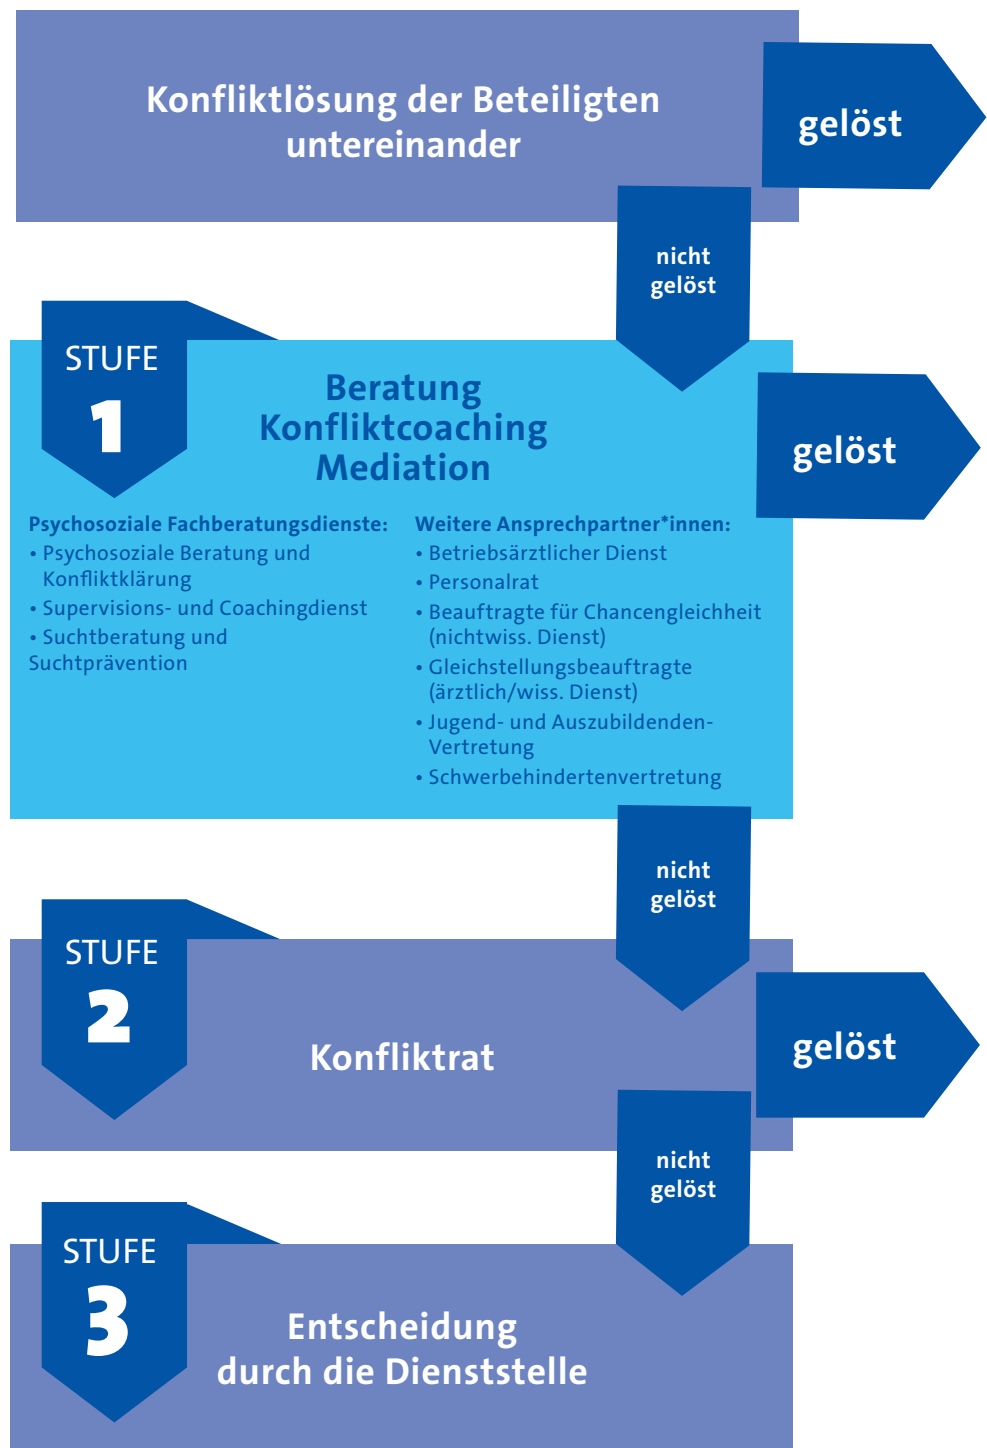 Konfliktlösung der Beteiligten
untereinander
gelöst
nicht
gelöst
STUFE
1
Beratung
Konfliktcoaching
Mediation
gelöst
Psychosoziale Fachberatungsdienste:
• Psychosoziale Beratung und
Konfliktklärung
• Supervisions- und Coachingdienst
• Suchtberatung und
Suchtprävention
Weitere Ansprechpartner*innen:
• Betriebsärztlicher Dienst
• Personalrat
• Beauftragte für Chancengleichheit
(nichtwiss. Dienst)
• Gleichstellungsbeauftragte
(ärztlich/wiss. Dienst)
• Jugend- und Auszubildenden-
Vertretung
• Schwerbehindertenvertretung
nicht
gelöst
STUFE
2
Konfliktrat
gelöst
nicht
gelöst
STUFE
3
Entscheidung
durch die Dienststelle